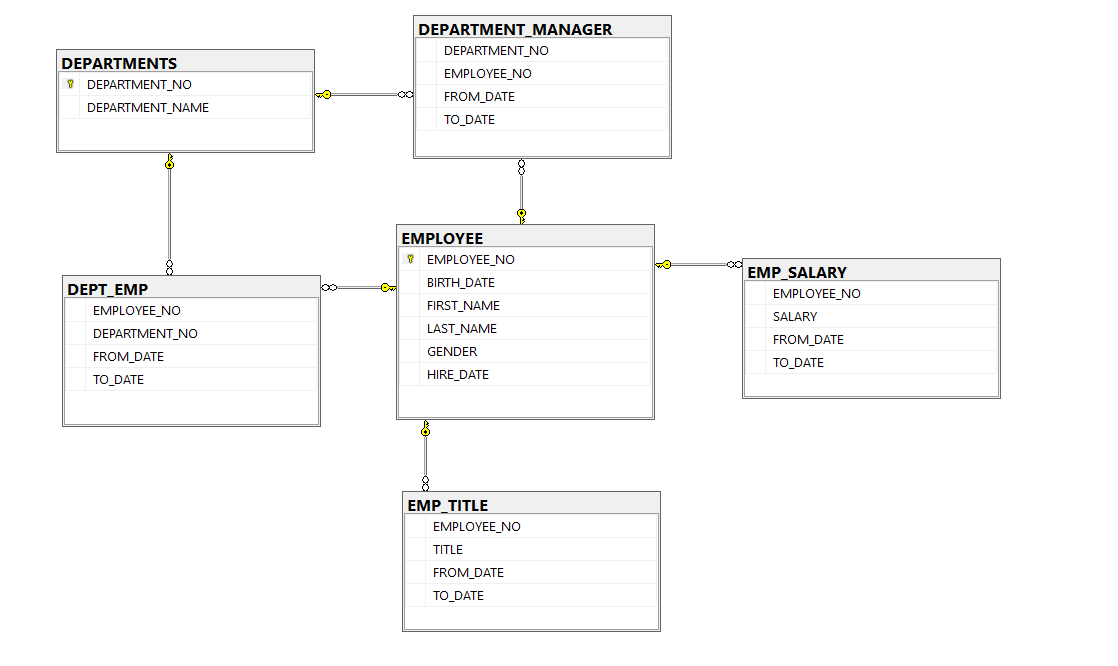 DEPARTMENT_MANAGER
DEPARTMENT_NO
EMPLOYEE_NO
FROM_DATE
TO_DATE
DEPARTMENTS
DEPARTMENT_NO
DEPARTMENT_NAME
EMPLOYEE
EMPLOYEE_NO
BIRTH_DATE
FIRST_NAME
LAST_NAME
GENDER
HIRE_DATE
EMP_SALARY
EMPLOYEE_NO
SALARY
FROM_DATE
TO_DATE
DEPT_EMP
EMPLOYEE_NO
DEPARTMENT_NO
FROM_DATE
TO_DATE
EMP_TITLE
EMPLOYEE_NO
TITLE
FROM_DATE
TO_DATE